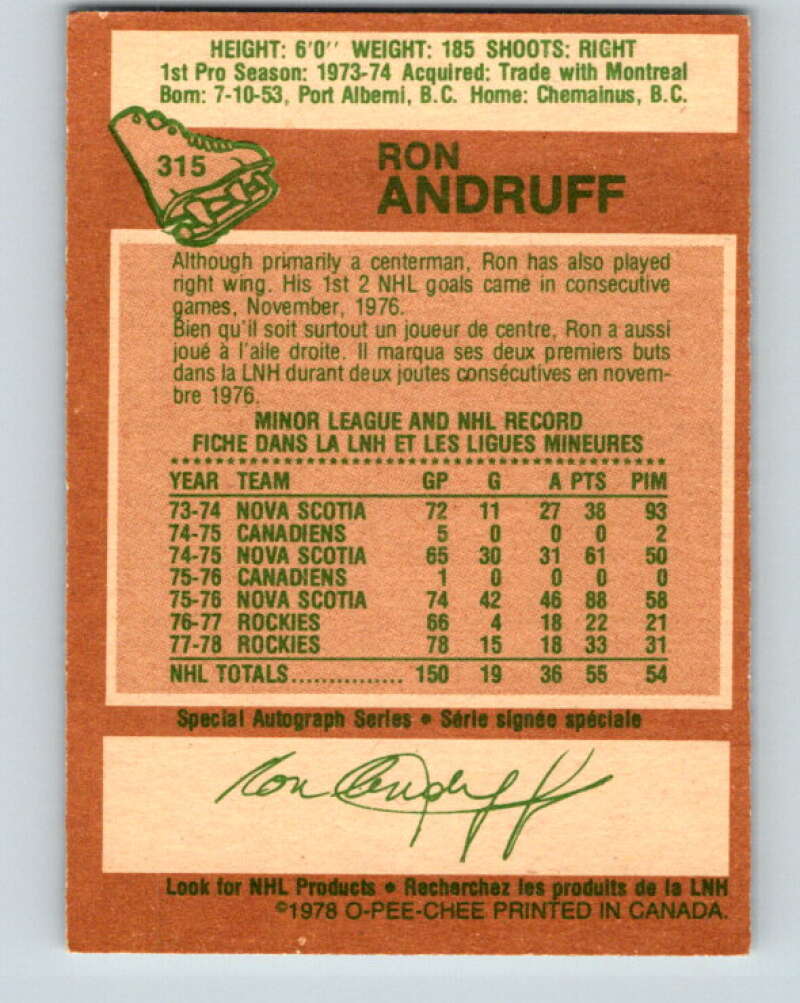 HEIGHT: 6'0'' WEIGHT: 185 SHOOTS: RIGHT
1st Pro Season: 1973-74 Acquired: Trade with Montreal
Born: 7-10-53, Port Alberni, B.C. Home: Chemainus, B.C.
315
RON
ANDRUFF
Although primarily a centerman, Ron has also played
right wing. His 1st 2 NHL goals came in consecutive
games, November, 1976.
Bien qu'il soit surtout un joueur de centre, Ron a aussi
joué à l'aile droite. Il marqua ses deux premiers buts
dans la LNH durant deux joutes consécutives en novem-
bre 1976.
MINOR LEAGUE AND NHL RECORD
FICHE DANS LA LNH ET LES LIGUES MINEURES
YEAR TEAM GP G A PTS PIM
73-74 NOVA SCOTIA 72 11 27 38 93
74-75 CANADIENS 5 0 0 0 2
74-75 NOVA SCOTIA 65 30 31 61 50
75-76 CANADIENS 1 0 0 0 0
75-76 NOVA SCOTIA 74 42 46 88 58
76-77 ROCKIES 66 4 18 22 21
77-78 ROCKIES 78 15 18 33 31
NHL TOTALS............... 150 19 36 55 54
Special Autograph Series • Série signée spéciale
Ron Andruff
Look for NHL Products • Recherchez les produits de la LNH
©1978 O-PEE-CHEE PRINTED IN CANADA.